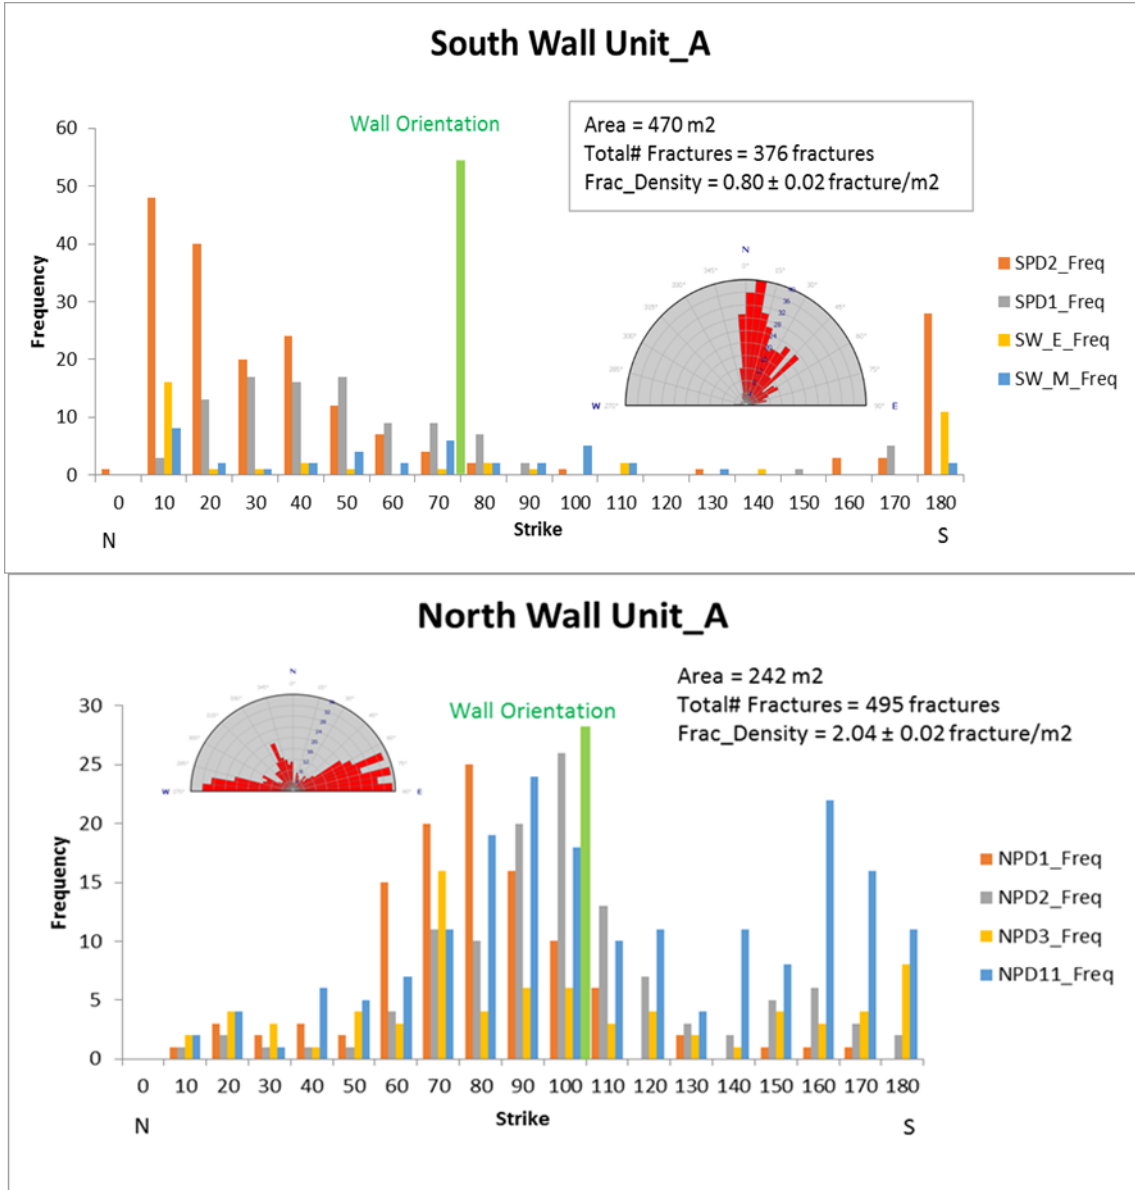 South Wall Unit_A
Wall Orientation
Area = 470 m2
Total# Fractures = 376 fractures
Frac_Density = 0.80 ± 0.02 fracture/m2
60
50
40
30
20
10
0
Frequency
N
W
E
SPD2_Freq
SPD1_Freq
SW_E_Freq
SW_M_Freq
0 10 20 30 40 50 60 70 80 90 100 110 120 130 140 150 160 170 180
Strike
N
S
North Wall Unit_A
Area = 242 m2
Total# Fractures = 495 fractures
Frac_Density = 2.04 ± 0.02 fracture/m2
Wall Orientation
N
W
E
30
25
20
15
10
5
0
Frequency
NPD1_Freq
NPD2_Freq
NPD3_Freq
NPD11_Freq
0 10 20 30 40 50 60 70 80 90 100 110 120 130 140 150 160 170 180
Strike
N
S